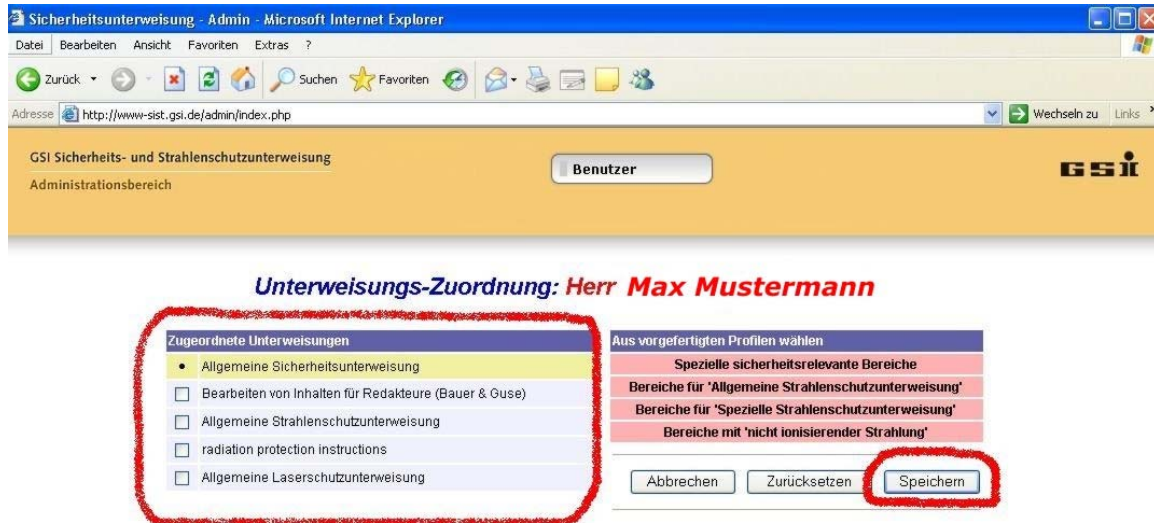 Sicherheitsunterweisung - Admin - Microsoft Internet Explorer
Datei Bearbeiten Ansicht Favoriten Extras ?
Zurück Suchen Favoriten
Adresse http://www-sist.gsi.de/admin/index.php Wechseln zu Links
GSI Sicherheits- und Strahlenschutzunterweisung
Administrationsbereich
Benutzer
GSI
Unterweisungs-Zuordnung: Herr Max Mustermann
Zugeordnete Unterweisungen
• Allgemeine Sicherheitsunterweisung
Bearbeiten von Inhalten für Redakteure (Bauer & Guse)
Allgemeine Strahlenschutzunterweisung
radiation protection instructions
Allgemeine Laserschutzunterweisung
Aus vorgefertigten Profilen wählen
Spezielle sicherheitsrelevante Bereiche
Bereiche für 'Allgemeine Strahlenschutzunterweisung'
Bereiche für 'Spezielle Strahlenschutzunterweisung'
Bereiche mit 'nicht ionisierender Strahlung'
Abbrechen Zurücksetzen Speichern